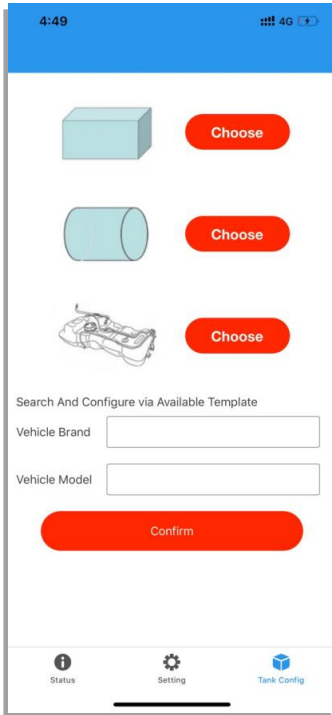 4:49 4G
Choose
Choose
Choose
Search And Configure via Available Template
Vehicle Brand
Vehicle Model
Confirm
Status Setting Tank Config